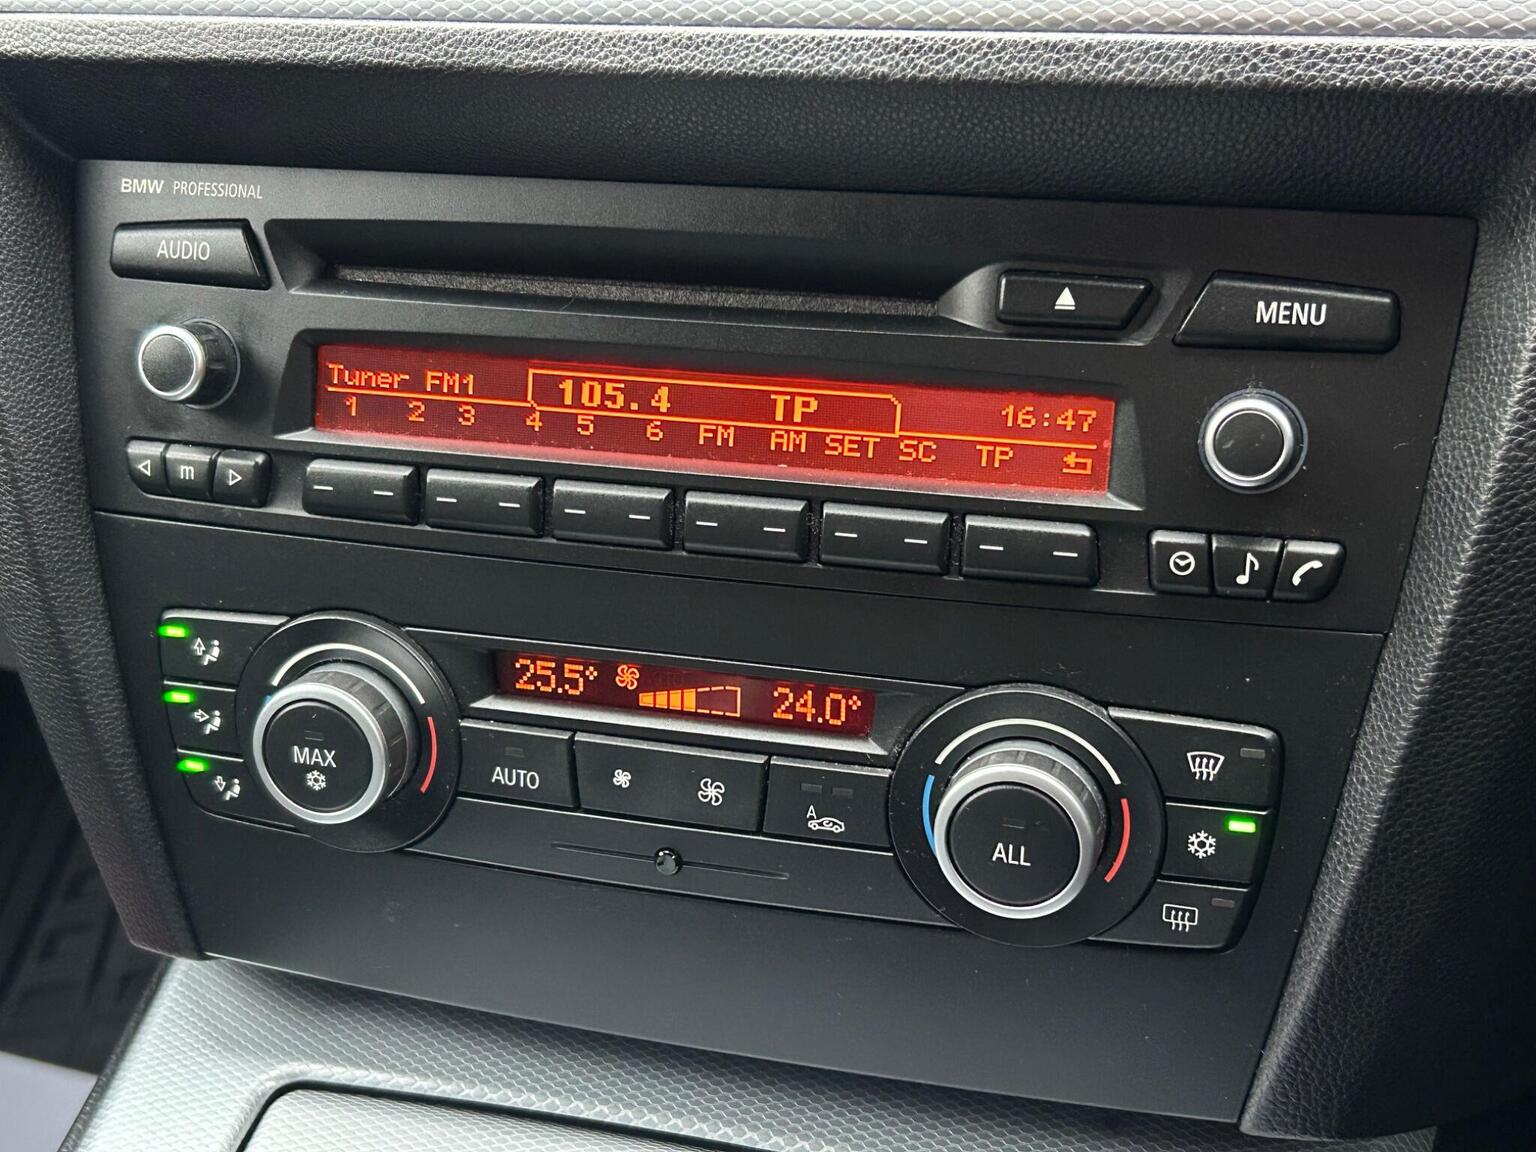 BMW PROFESSIONAL
AUDIO
MENU
Tuner FM1 105.4 TP 16:47
1 2 3 4 5 6 FM AM SET SC TP
m
25.5° 24.0°
MAX
AUTO
A
ALL